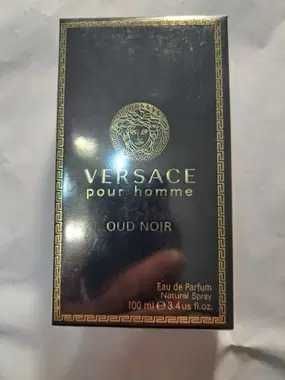 VERSACE
pour homme
OUD NOIR
Eau de Parfum
Natural Spray
100 ml ℮ 3.4 us fl.oz.